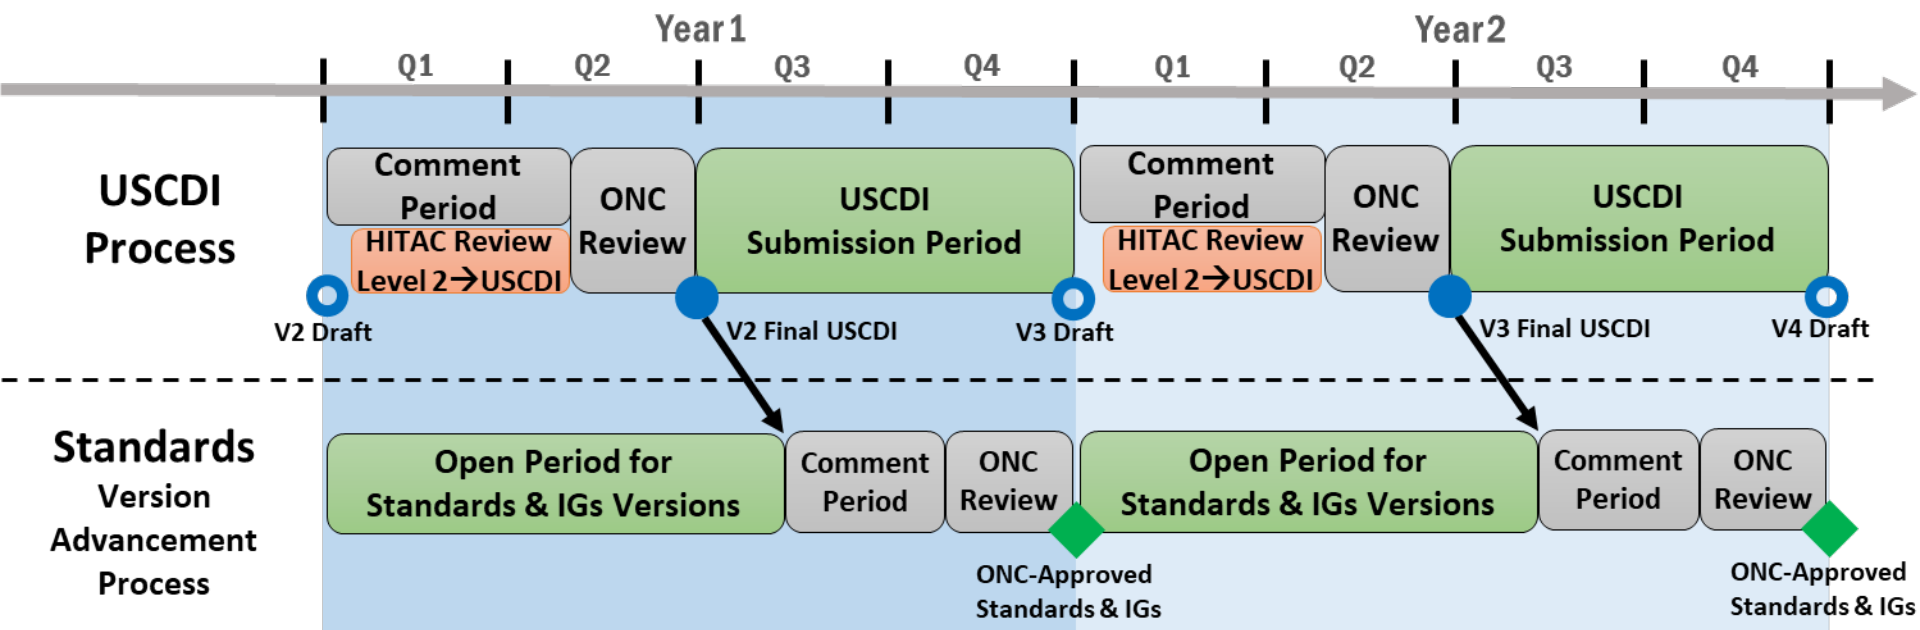 Year1
Year2
Q1
Q2
Q3
Q4
Q1
Q2
Q3
Q4
USCDI
Process
Comment
Period
HITAC Review
Level 2→USCDI
ONC
Review
USCDI
Submission Period
Comment
Period
HITAC Review
Level 2→USCDI
ONC
Review
USCDI
Submission Period
V2 Draft
V2 Final USCDI
V3 Draft
V3 Final USCDI
V4 Draft
Standards
Version
Advancement
Process
Open Period for
Standards & IGs Versions
Comment
Period
ONC
Review
Open Period for
Standards & IGs Versions
Comment
Period
ONC
Review
ONC-Approved
Standards & IGs
ONC-Approved
Standards & IGs